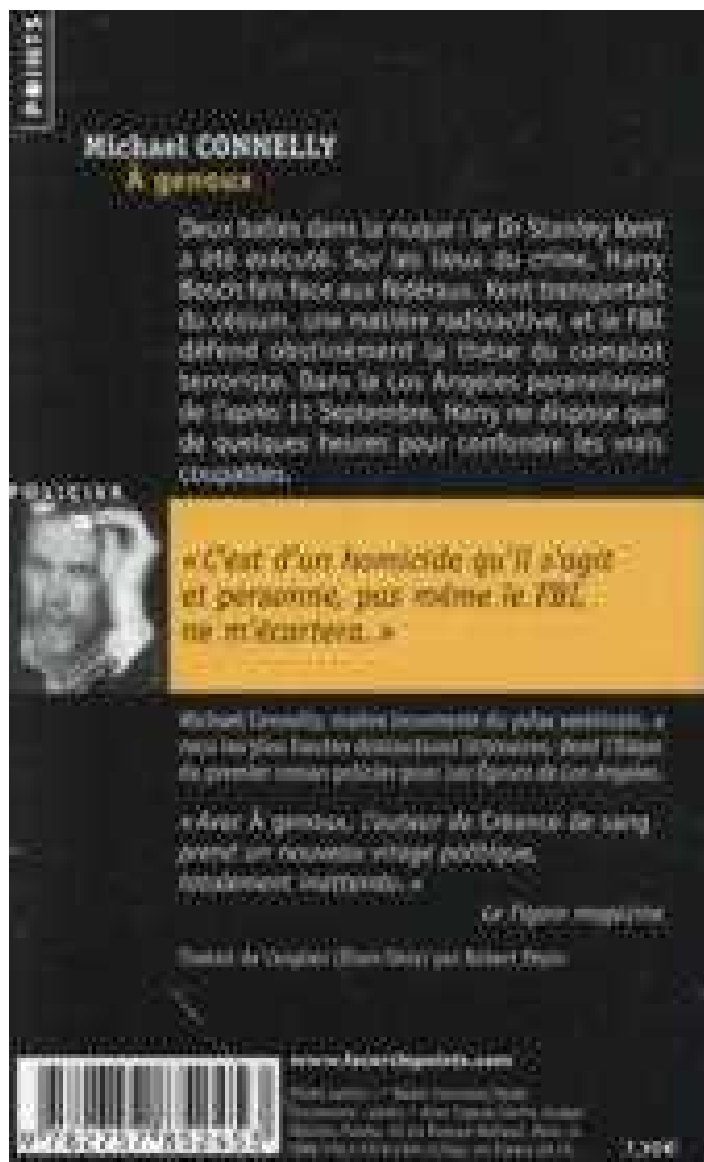 POINTS
Michael CONNELLY
À genoux
Deux balles dans la nuque : le Dr Stanley Kent
a été exécuté. Sur les lieux du crime, Harry
Bosch fait face aux fédéraux. Kent transportait
du césium, une matière radioactive, et le FBI
défend obstinément la thèse du complot
terroriste. Dans le Los Angeles paranoïaque
de l'après 11 Septembre, Harry ne dispose que
de quelques heures pour confondre les vrais
coupables.
POLICIER
« C'est d'un homicide qu'il s'agit
et personne, pas même le FBI,
ne m'écartera. »
Michael Connelly, maître incontesté du polar américain, a
reçu les plus hautes distinctions littéraires, dont l'Edgar
du premier roman policier pour Les Égouts de Los Angeles.
« Avec À genoux, l'auteur de Créance de sang
prend un nouveau virage politique,
totalement inattendu. »
Le Figaro magazine
Traduit de l'anglais (États-Unis) par Robert Pépin
www.lecerclepoints.com